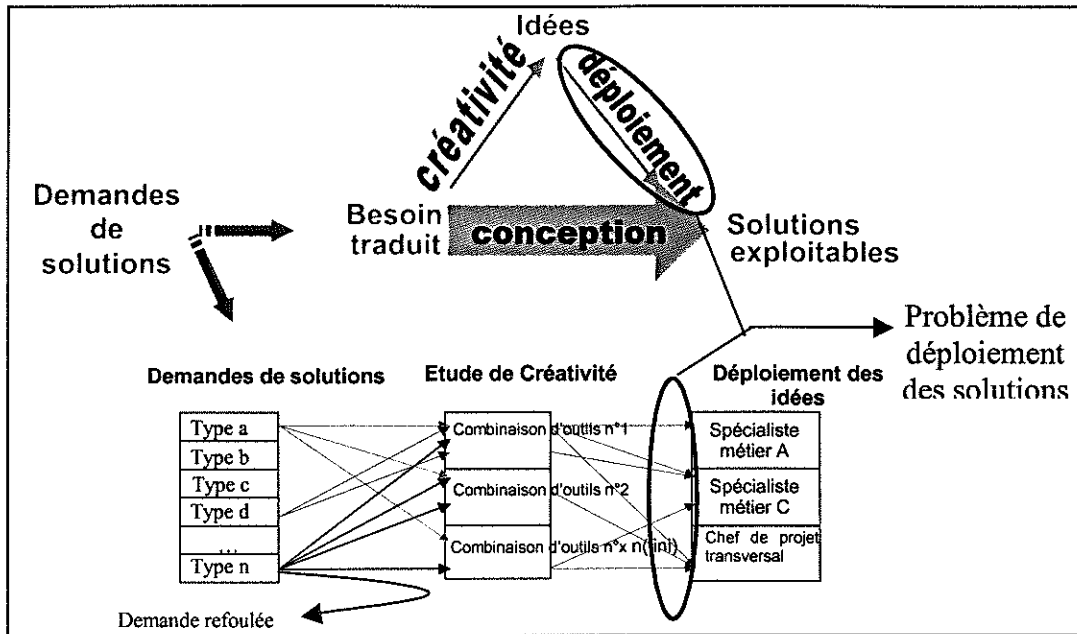 Idées
créativité
déploiement
Demandes
de
solutions
Besoin
traduit
conception
Solutions
exploitables
Problème de
déploiement
des solutions
Demandes de solutions
Etude de Créativité
Déploiement des
idées
Type a
Type b
Type c
Type d
...
Type n
Combinaison d'outils n°1
Combinaison d'outils n°2
Combinaison d'outils n°x
Spécialiste
métier A
Spécialiste
métier C
Chef de projet
transversal
Demande refoulée